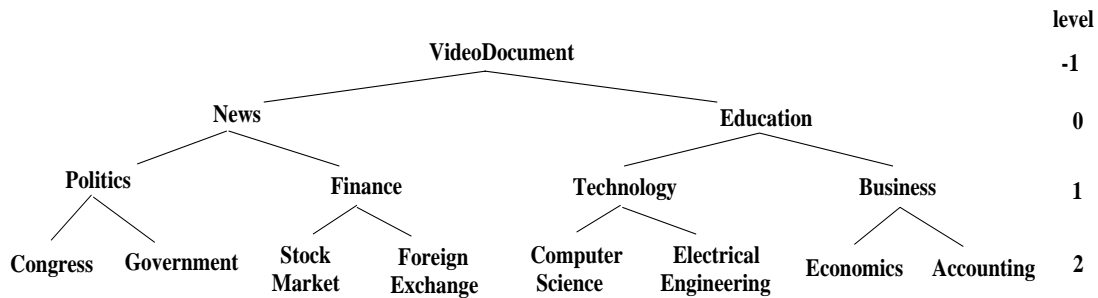 level
VideoDocument
-1
News
Education
0
Politics
Finance
Technology
Business
1
Congress
Government
Stock
Market
Foreign
Exchange
Computer
Science
Electrical
Engineering
Economics
Accounting
2